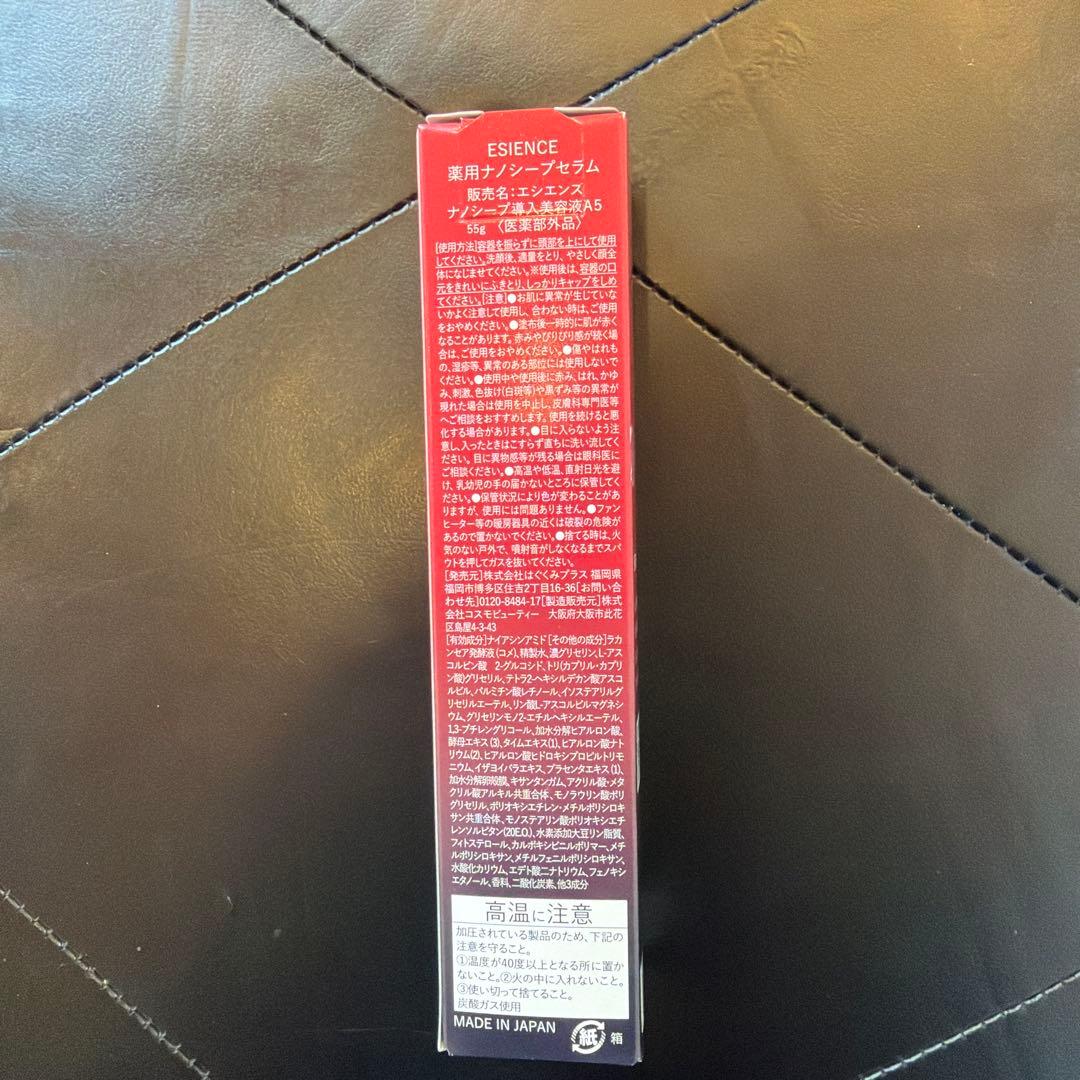 ESIENCE
薬用ナノシープセラム
販売名:エシエンス
ナノシープ導入美容液A5
55g 〈医薬部外品〉
[使用方法]容器を振らずに頭部を上にして使用
してください。洗顔後、適量をとり、やさしく顔全
体になじませてください。※使用後は、容器の口
元をきれいにふきとり、しっかりキャップをしめ
てください。[注意]●お肌に異常が生じていな
いかよく注意して使用し、合わない時は、ご使用
をおやめください。●塗布後一時的に肌が赤く
なることがあります。赤みやぴりぴり感が続く場
合は、ご使用をおやめください。●傷やはれも
の、湿疹等、異常のある部位には使用しないで
ください。●使用中や使用後に赤み、はれ、かゆ
み、刺激、色抜け(白斑等)や黒ずみ等の異常が
現れた場合は使用を中止し、皮膚科専門医等
へご相談をおすすめします。使用を続けると悪
化する場合があります。●目に入らないよう注
意し、入ったときはこすらず直ちに洗い流してく
ださい。目に異物感等が残る場合は眼科医に
ご相談ください。●高温や低温、直射日光を避
け、乳幼児の手の届かないところに保管してく
ださい。●保管状況により色が変わることがあ
りますが、使用には問題ありません。●ファン
ヒーター等の暖房器具の近くは破裂の危険が
あるので置かないでください。●捨てる時は、火
気のない戸外で、噴射音がしなくなるまでスパ
ウトを押してガスを抜いてください。
[発売元]株式会社はぐくみプラス 福岡県
福岡市博多区住吉2丁目16-36[お問い合
わせ先]0120-8484-17[製造販売元]株式
会社コスモビューティー 大阪府大阪市此花
区島屋4-3-43
[有効成分]ナイアシンアミド[その他の成分]ラカ
ンセア発酵液(コメ)、精製水、濃グリセリン、L-アス
コルビン酸 2-グルコシド、トリ(カプリル・カプリ
ン酸)グリセリル、テトラ2-ヘキシルデカン酸アスコ
ルビル、パルミチン酸レチノール、イソステアリルグ
リセリルエーテル、リン酸L-アスコルビルマグネシ
ウム、グリセリンモノ2-エチルヘキシルエーテル、
1,3-ブチレングリコール、加水分解ヒアルロン酸、
酵母エキス(3)、タイムエキス(1)、ヒアルロン酸ナト
リウム(2)、ヒアルロン酸ヒドロキシプロピルトリモ
ニウム、イザヨイバラエキス、プラセンタエキス(1)、
加水分解卵殻膜、キサンタンガム、アクリル酸・メタ
クリル酸アルキル共重合体、モノラウリン酸ポリ
グリセリル、ポリオキシエチレン・メチルポリシロキ
サン共重合体、モノステアリン酸ポリオキシエチ
レンソルビタン(20E.O.)、水素添加大豆リン脂質、
フィトステロール、カルボキシビニルポリマー、メチ
ルポリシロキサン、メチルフェニルポリシロキサン、
水酸化カリウム、エデト酸二ナトリウム、フェノキシ
エタノール、香料、二酸化炭素、他3成分
高温に注意
加圧されている製品のため、下記の
注意を守ること。
①温度が40度以上となる所に置か
ないこと。②火の中に入れないこと。
③使い切って捨てること。
炭酸ガス使用
MADE IN JAPAN
紙 箱